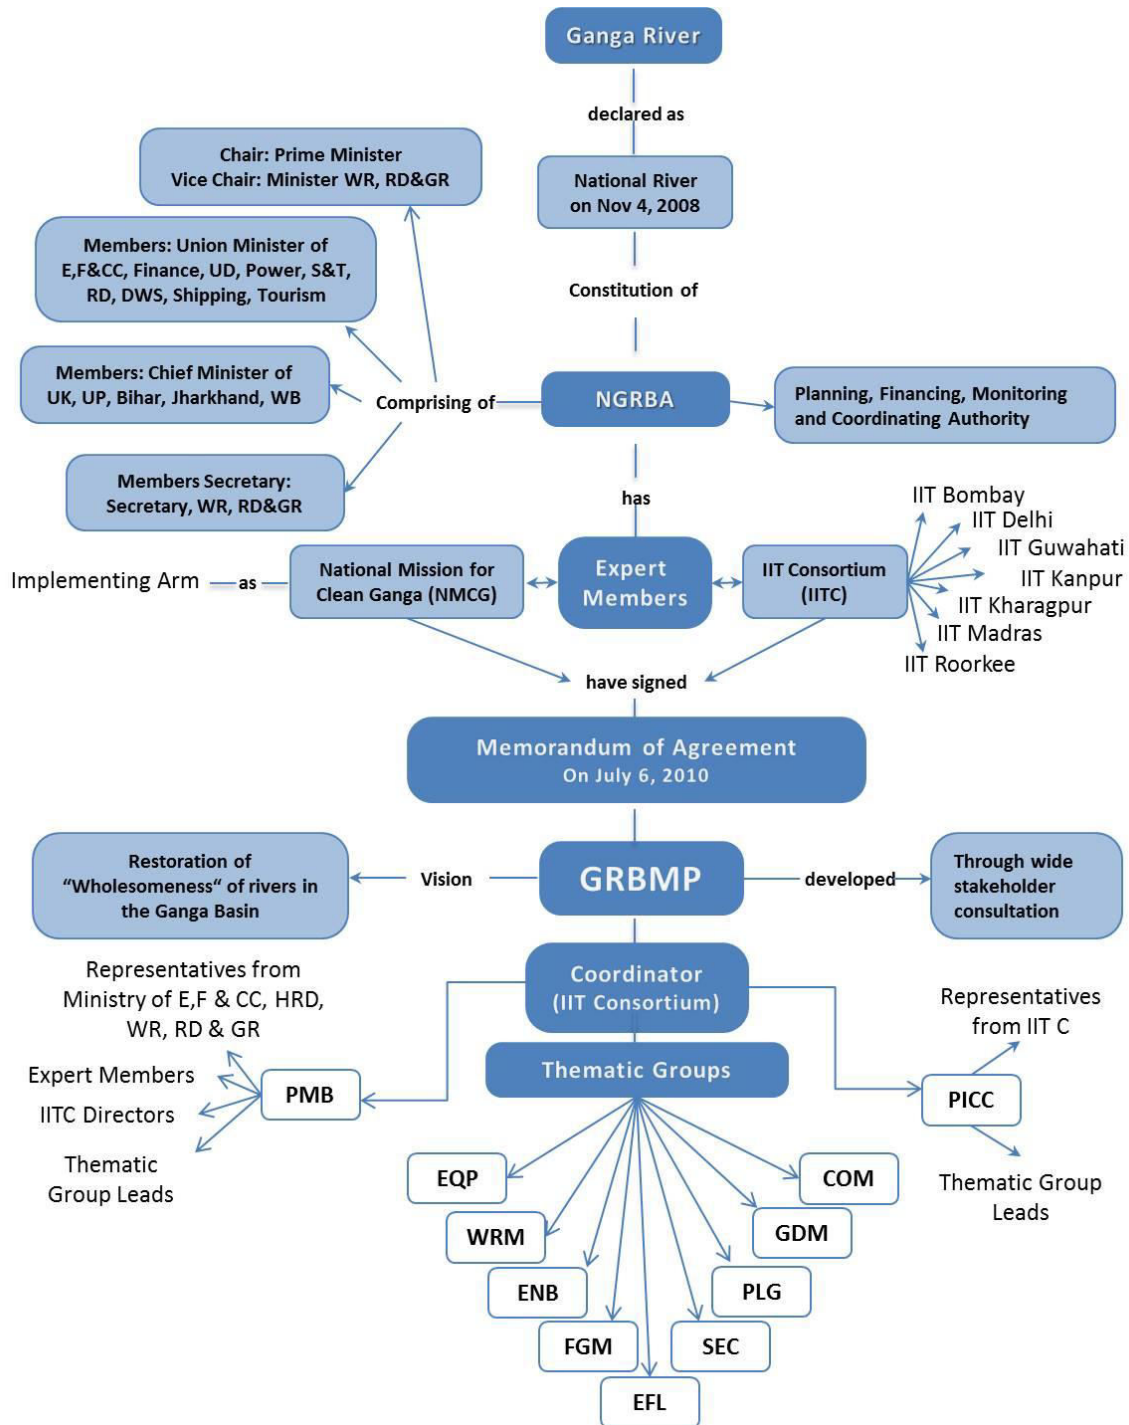 Ganga River
declared as
National River
on Nov 4, 2008
Chair: Prime Minister
Vice Chair: Minister WR, RD&GR
Members: Union Minister of
E,F&CC, Finance, UD, Power, S&T,
RD, DWS, Shipping, Tourism
Constitution of
Members: Chief Minister of
UK, UP, Bihar, Jharkhand, WB
Comprising of
NGRBA
Planning, Financing, Monitoring
and Coordinating Authority
Members Secretary:
Secretary, WR, RD&GR
has
Implementing Arm
as
National Mission for
Clean Ganga (NMCG)
Expert
Members
IIT Consortium
(IITC)
IIT Bombay
IIT Delhi
IIT Guwahati
IIT Kanpur
IIT Kharagpur
IIT Madras
IIT Roorkee
have signed
Memorandum of Agreement
On July 6, 2010
Restoration of
“Wholesomeness“ of rivers in
the Ganga Basin
Vision
GRBMP
developed
Through wide
stakeholder
consultation
Coordinator
(IIT Consortium)
Representatives from
Ministry of E,F & CC, HRD,
WR, RD & GR
Expert Members
IITC Directors
Thematic
Group Leads
PMB
Thematic Groups
Representatives
from IIT C
PICC
Thematic Group
Leads
EQP
WRM
ENB
FGM
EFL
SEC
PLG
GDM
COM